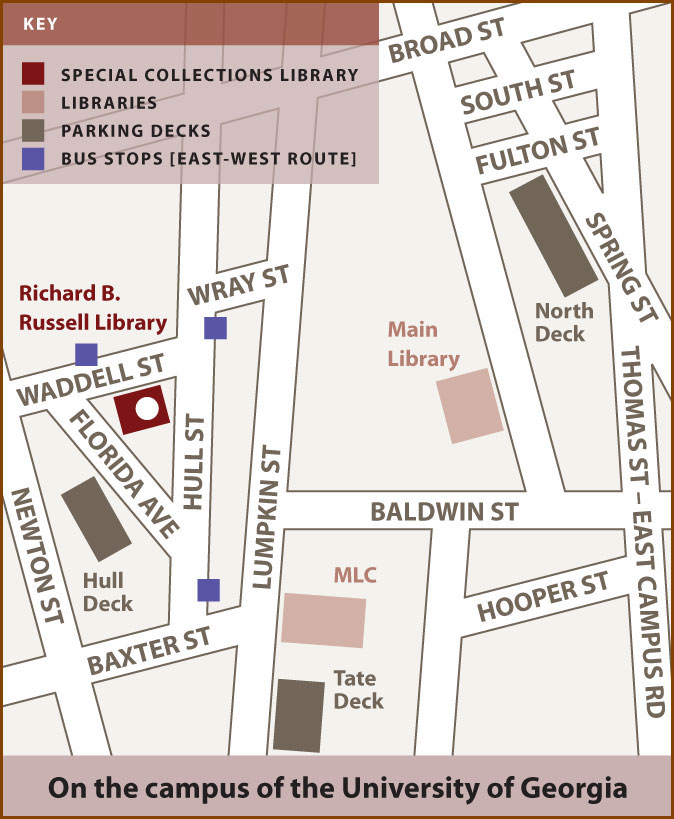 KEY
SPECIAL COLLECTIONS LIBRARY
LIBRARIES
PARKING DECKS
BUS STOPS [EAST-WEST ROUTE]
BROAD ST
SOUTH ST
FULTON ST
SPRING ST
WRAY ST
Richard B.
Russell Library
North
Deck
Main
Library
WADDELL ST
THOMAS ST – EAST CAMPUS RD
FLORIDA AVE
HULL ST
LUMPKIN ST
NEWTON ST
BALDWIN ST
Hull
Deck
MLC
HOOPER ST
BAXTER ST
Tate
Deck
On the campus of the University of Georgia